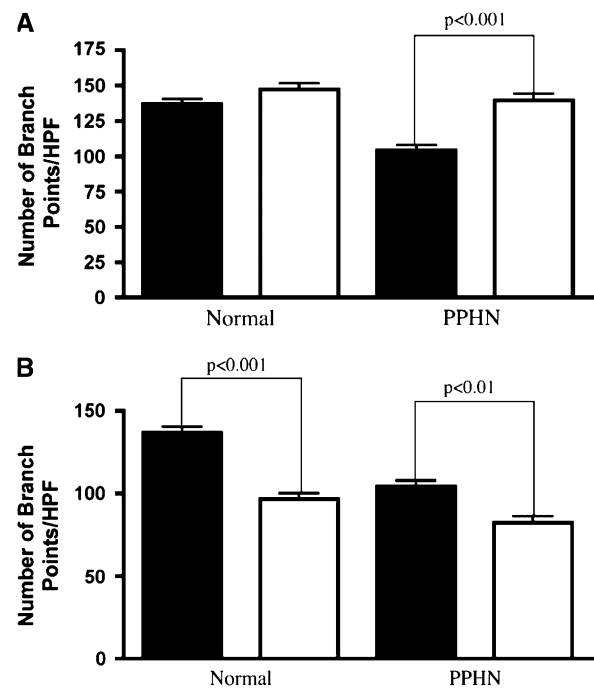 A
p<0.001
Number of Branch
Points/HPF
175
150
125
100
75
50
25
0
Normal
PPHN
B
p<0.001
p<0.01
Number of Branch
Points/HPF
150
100
50
0
Normal
PPHN